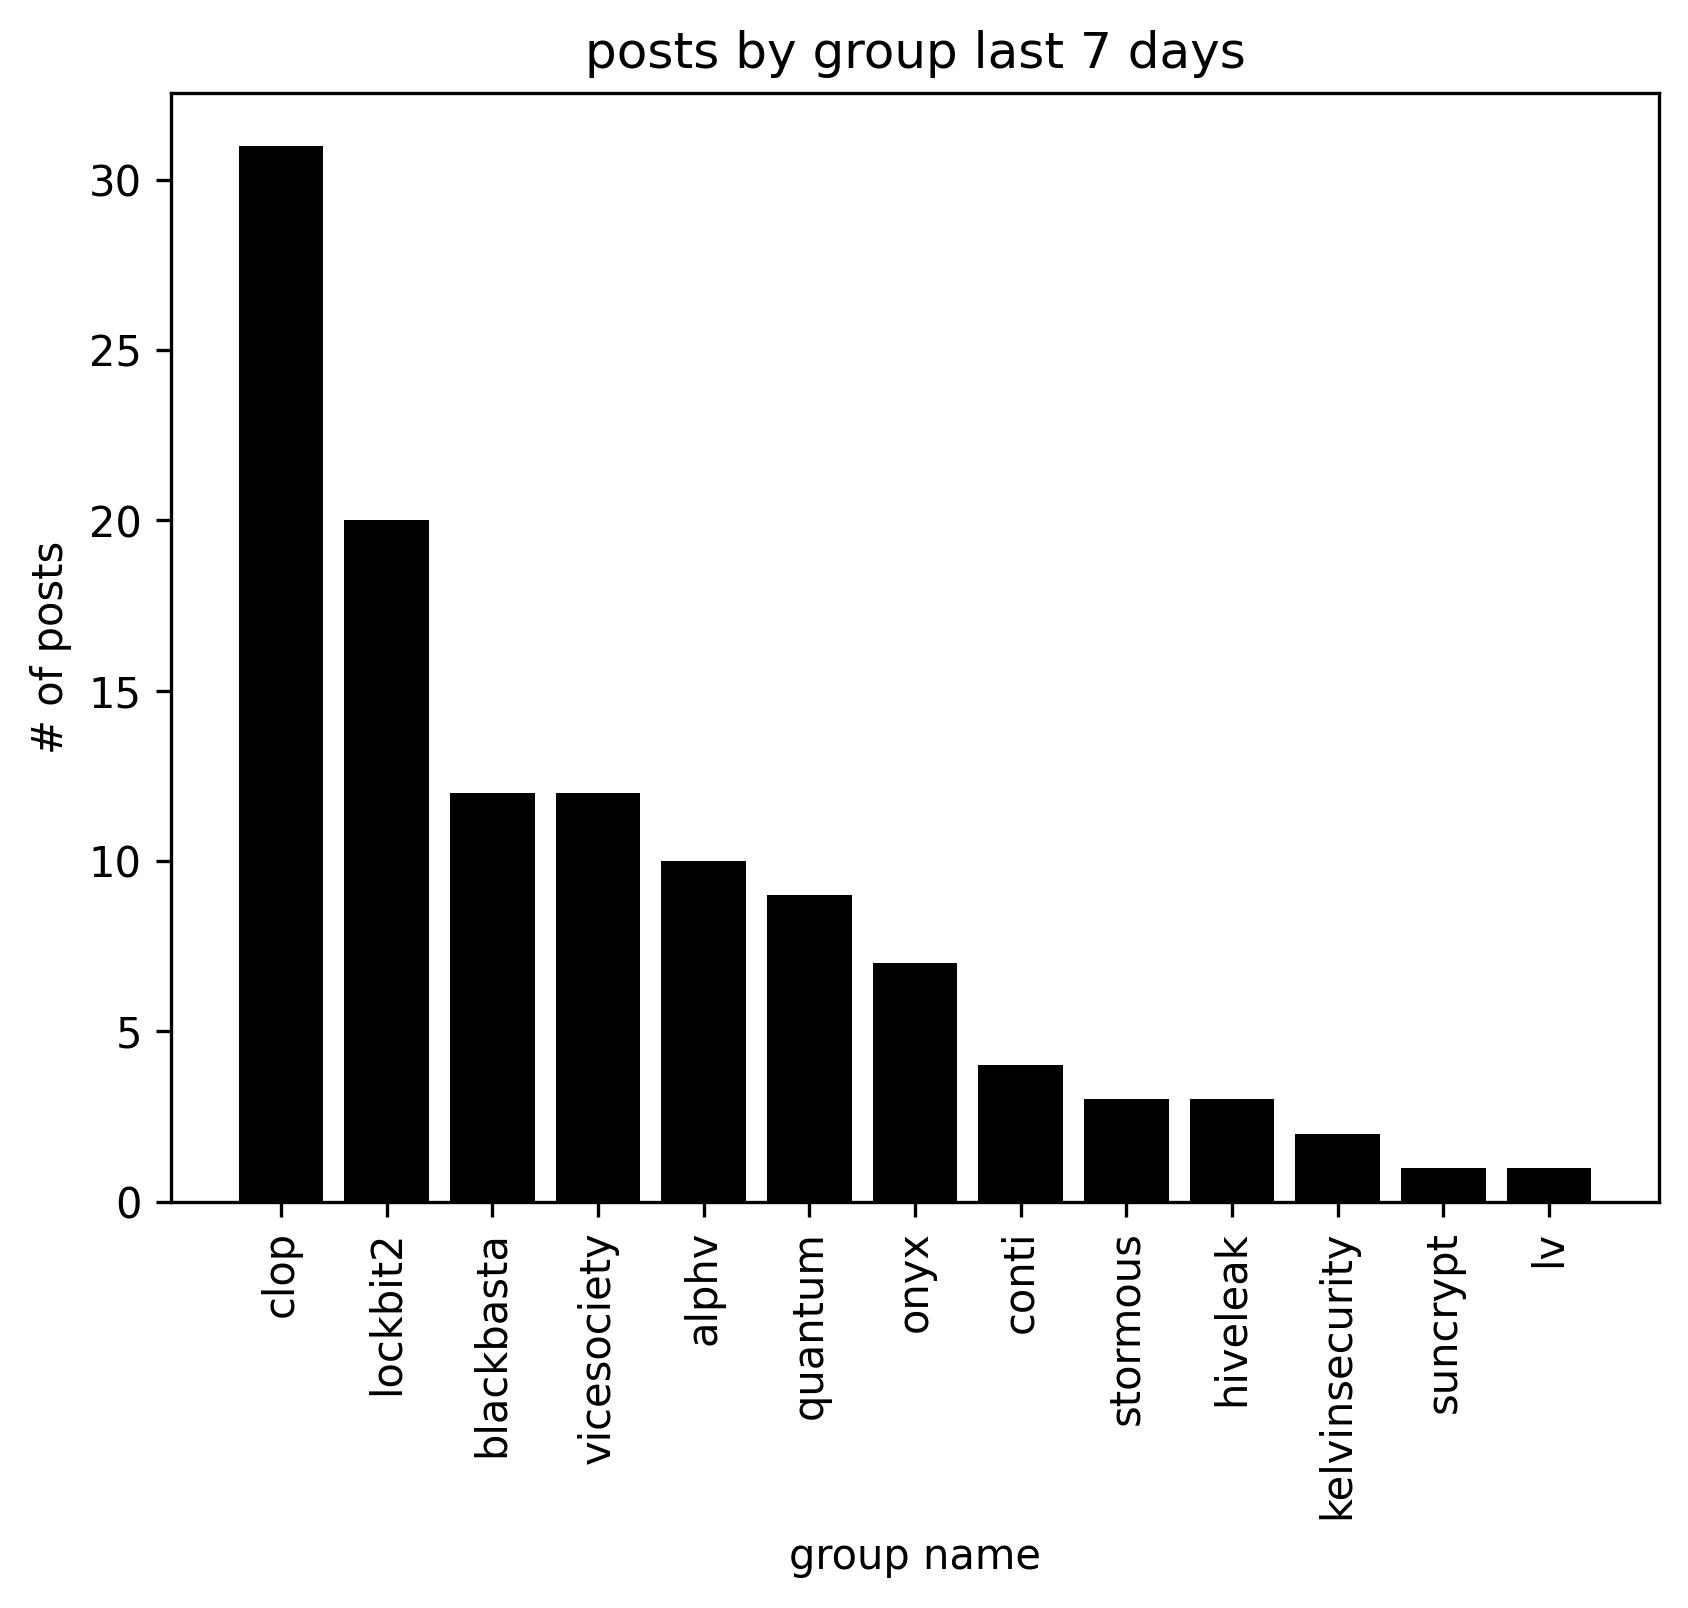 posts by group last 7 days
# of posts
30
25
20
15
10
5
0
clop
lockbit2
blackbasta
vicesociety
alphv
quantum
onyx
conti
stormous
hiveleak
kelvinsecurity
suncrypt
lv
group name